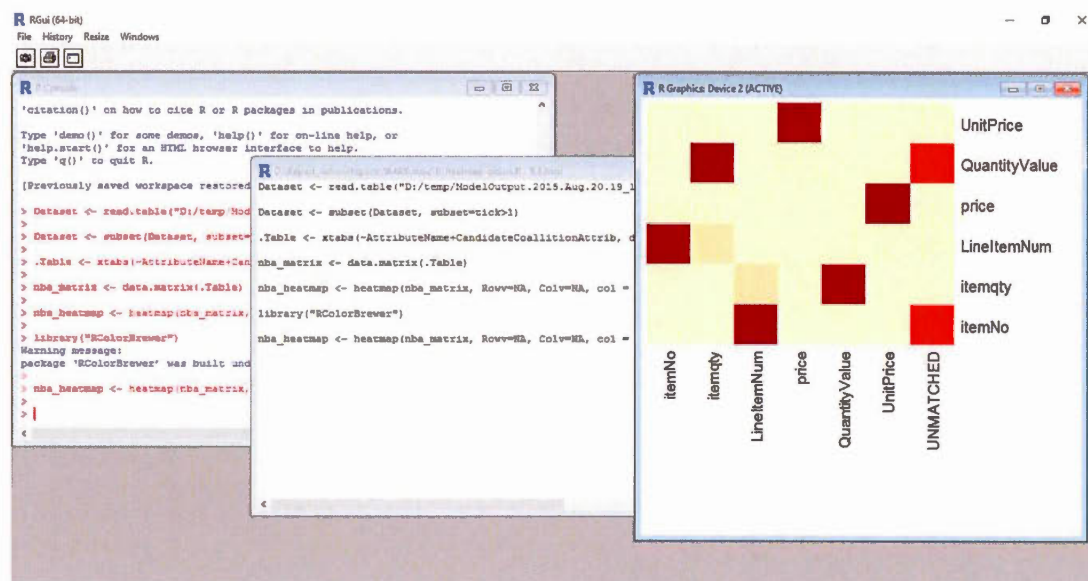 R RGui (64-bit)
File History Resize Windows
R R Console
'citation()' on how to cite R or R packages in publications.
Type 'demo()' for some demos, 'help()' for on-line help, or
'help.start()' for an HTML browser interface to help.
Type 'q()' to quit R.
[Previously saved workspace restored
> Dataset <- read.table("D:/temp/Mod
>
> Dataset <- subset(Dataset, subset=
>
> .Table <- xtabs(~AttributeName+Can
>
> nba_matrix <- data.matrix(.Table)
>
> nba_heatmap <- heatmap(nba_matrix,
>
> library("RColorBrewer")
Warning message:
package 'RColorBrewer' was built und
>
> nba_heatmap <- heatmap(nba_matrix,
>
>
R
Dataset <- read.table("D:/temp/ModelOutput.2015.Aug.20.19_1
Dataset <- subset(Dataset, subset=tick>1)
.Table <- xtabs(~AttributeName+CandidateCoallitionAttrib, d
nba_matrix <- data.matrix(.Table)
nba_heatmap <- heatmap(nba_matrix, Rowv=NA, Colv=NA, col =
library("RColorBrewer")
nba_heatmap <- heatmap(nba_matrix, Rowv=NA, Colv=NA, col =
R R Graphics: Device 2 (ACTIVE)
UnitPrice
QuantityValue
price
LineItemNum
itemqty
itemNo
itemNo
itemqty
LineItemNum
price
QuantityValue
UnitPrice
UNMATCHED